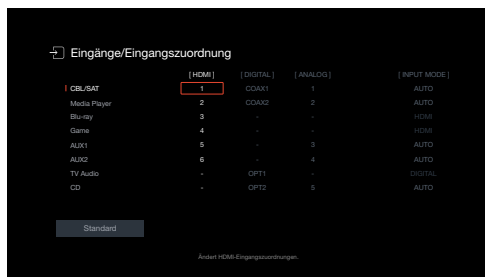 Eingänge/Eingangszuordnung
[ HDMI ] [ DIGITAL ] [ ANALOG ] [ INPUT MODE ]
CBL/SAT 1 COAX1 1 AUTO
Media Player 2 COAX2 2 AUTO
Blu-ray 3 - - HDMI
Game 4 - - HDMI
AUX1 5 - 3 AUTO
AUX2 6 - 4 AUTO
TV Audio - OPT1 - DIGITAL
CD - OPT2 5 AUTO
Standard
Ändert HDMI-Eingangszuordnungen.